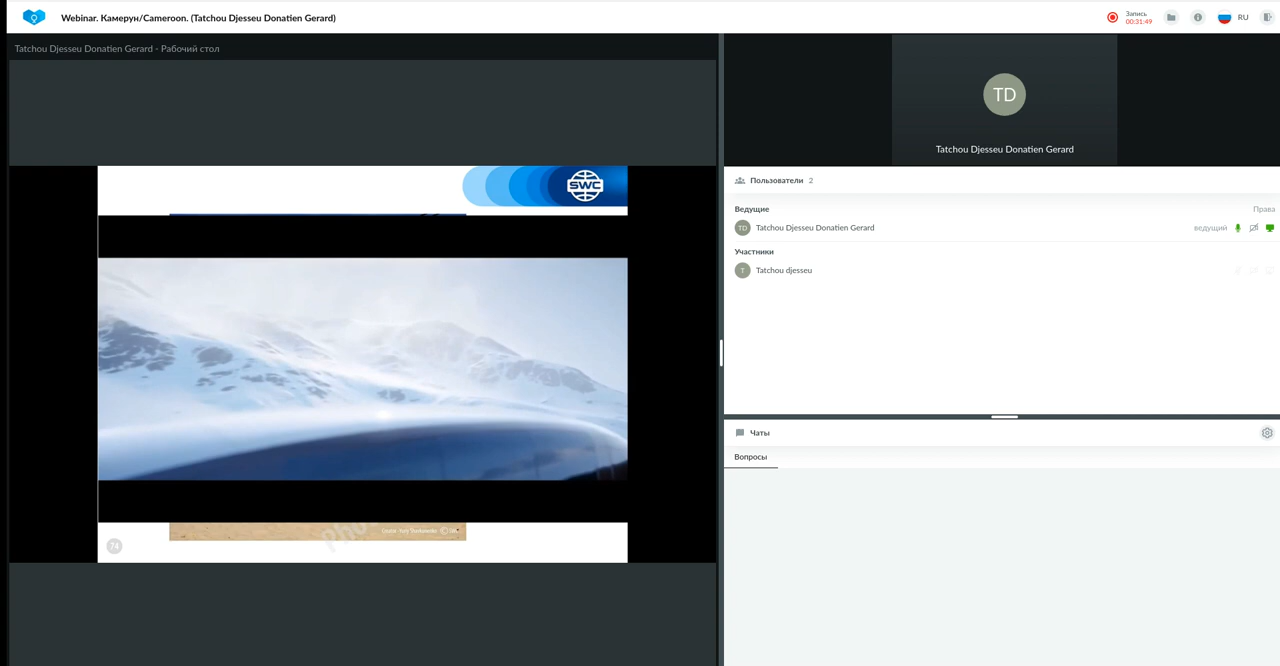 Webinar. Камерун/Cameroon. (Tatchou Djesseu Donatien Gerard)
Запись
00:31:49
RU
Tatchou Djesseu Donatien Gerard - Рабочий стол
SWC
74
TD
Tatchou Djesseu Donatien Gerard
Пользователи 2
Ведущие Права
TD Tatchou Djesseu Donatien Gerard ведущий
Участники
T Tatchou djesseu
Чаты
Вопросы